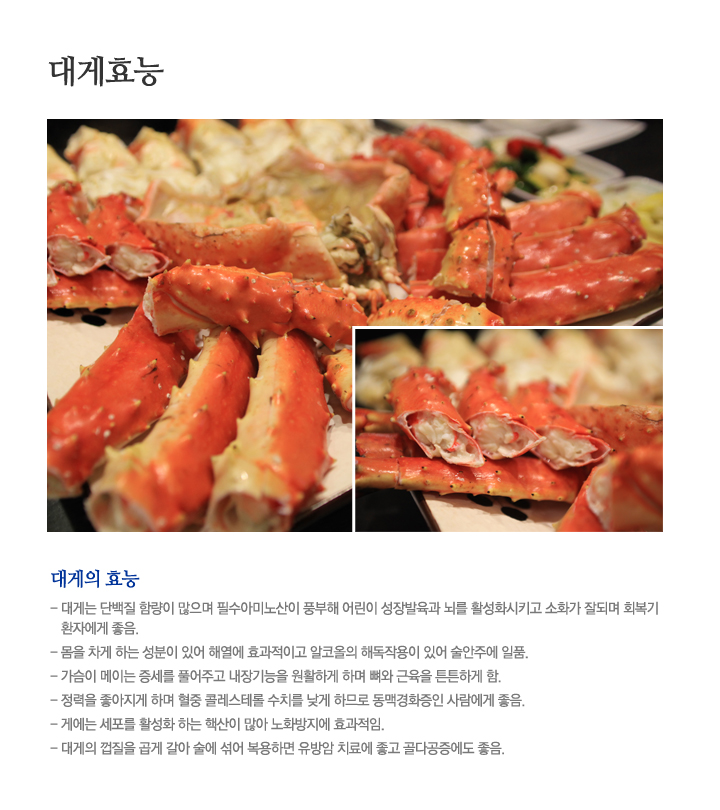 대게효능
대게의 효능
- 대게는 단백질 함량이 많으며 필수아미노산이 풍부해 어린이 성장발육과 뇌를 활성화시키고 소화가 잘되며 회복기
환자에게 좋음.
- 몸을 차게 하는 성분이 있어 해열에 효과적이고 알코올의 해독작용이 있어 술안주에 일품.
- 가슴이 메이는 증세를 풀어주고 내장기능을 원활하게 하며 뼈와 근육을 튼튼하게 함.
- 정력을 좋아지게 하며 혈중 콜레스테롤 수치를 낮게 하므로 동맥경화증인 사람에게 좋음.
- 게에는 세포를 활성화 하는 핵산이 많아 노화방지에 효과적임.
- 대게의 껍질을 곱게 갈아 술에 섞어 복용하면 유방암 치료에 좋고 골다공증에도 좋음.